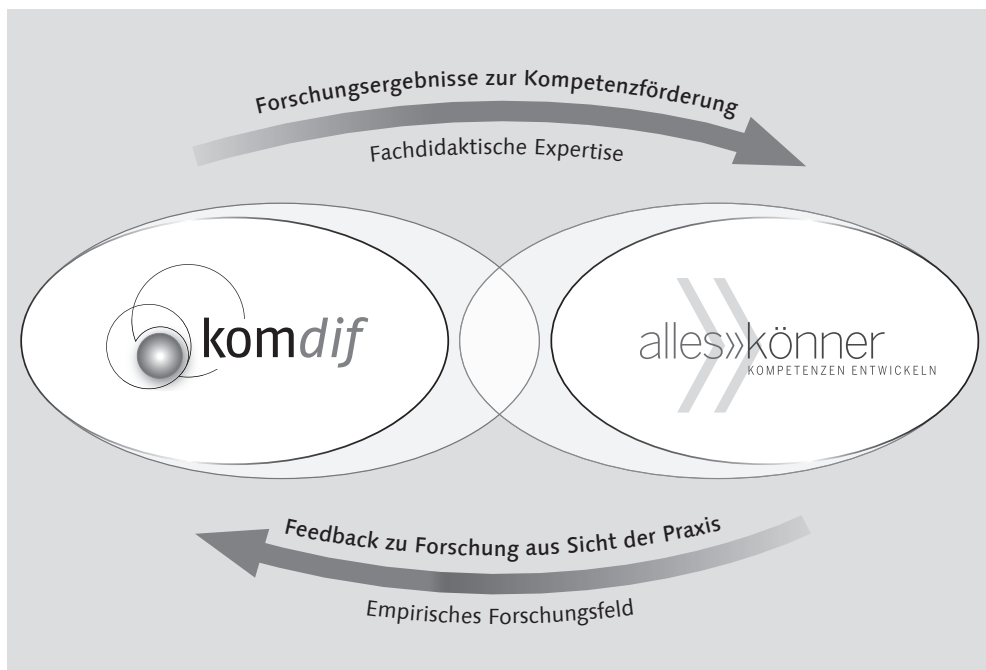 Forschungsergebnisse zur Kompetenzförderung
Fachdidaktische Expertise
komdif
alles»könner
KOMPETENZEN ENTWICKELN
Feedback zu Forschung aus Sicht der Praxis
Empirisches Forschungsfeld